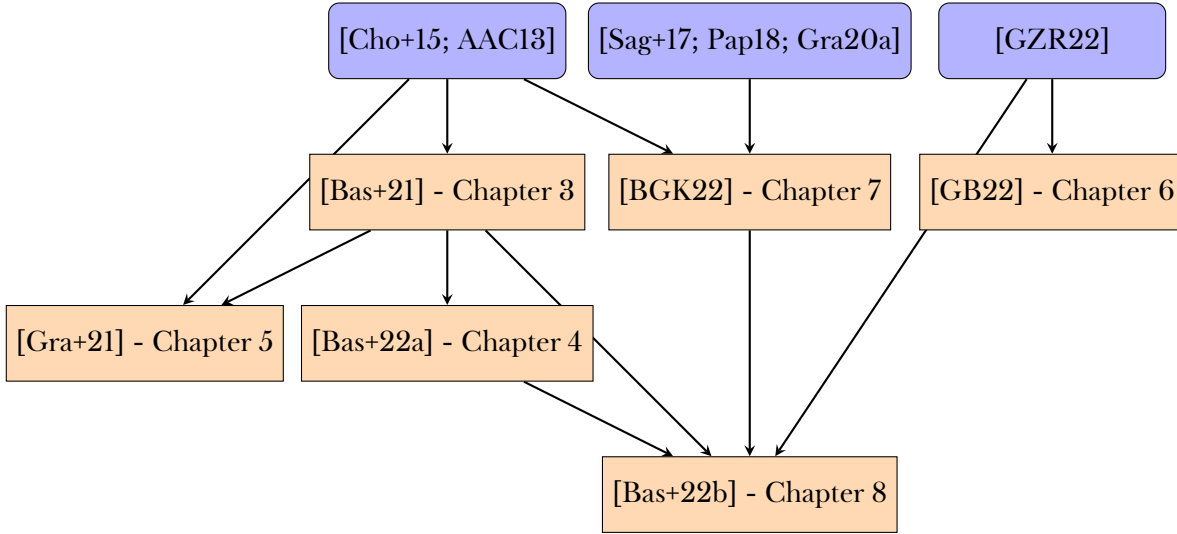 [Cho+15; AAC13]
[Sag+17; Pap18; Gra20a]
[GZR22]
[Bas+21] - Chapter 3
[BGK22] - Chapter 7
[GB22] - Chapter 6
[Gra+21] - Chapter 5
[Bas+22a] - Chapter 4
[Bas+22b] - Chapter 8